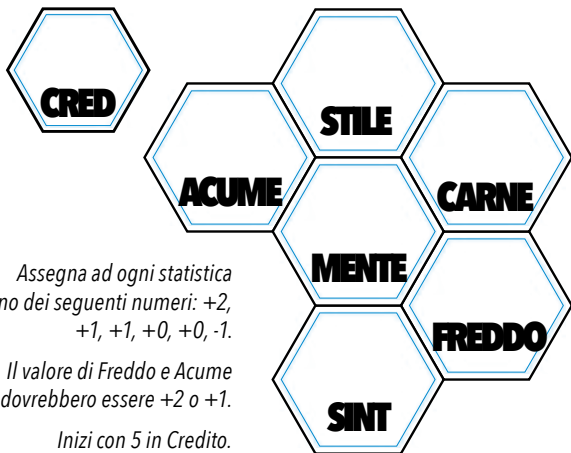 CRED
STILE
ACUME
CARNE
MENTE
FREDDO
SINT
Assegna ad ogni statistica
no dei seguenti numeri: +2,
+1, +1, +0, +0, -1.
Il valore di Freddo e Acume
dovrebbero essere +2 o +1.
Inizi con 5 in Credito.